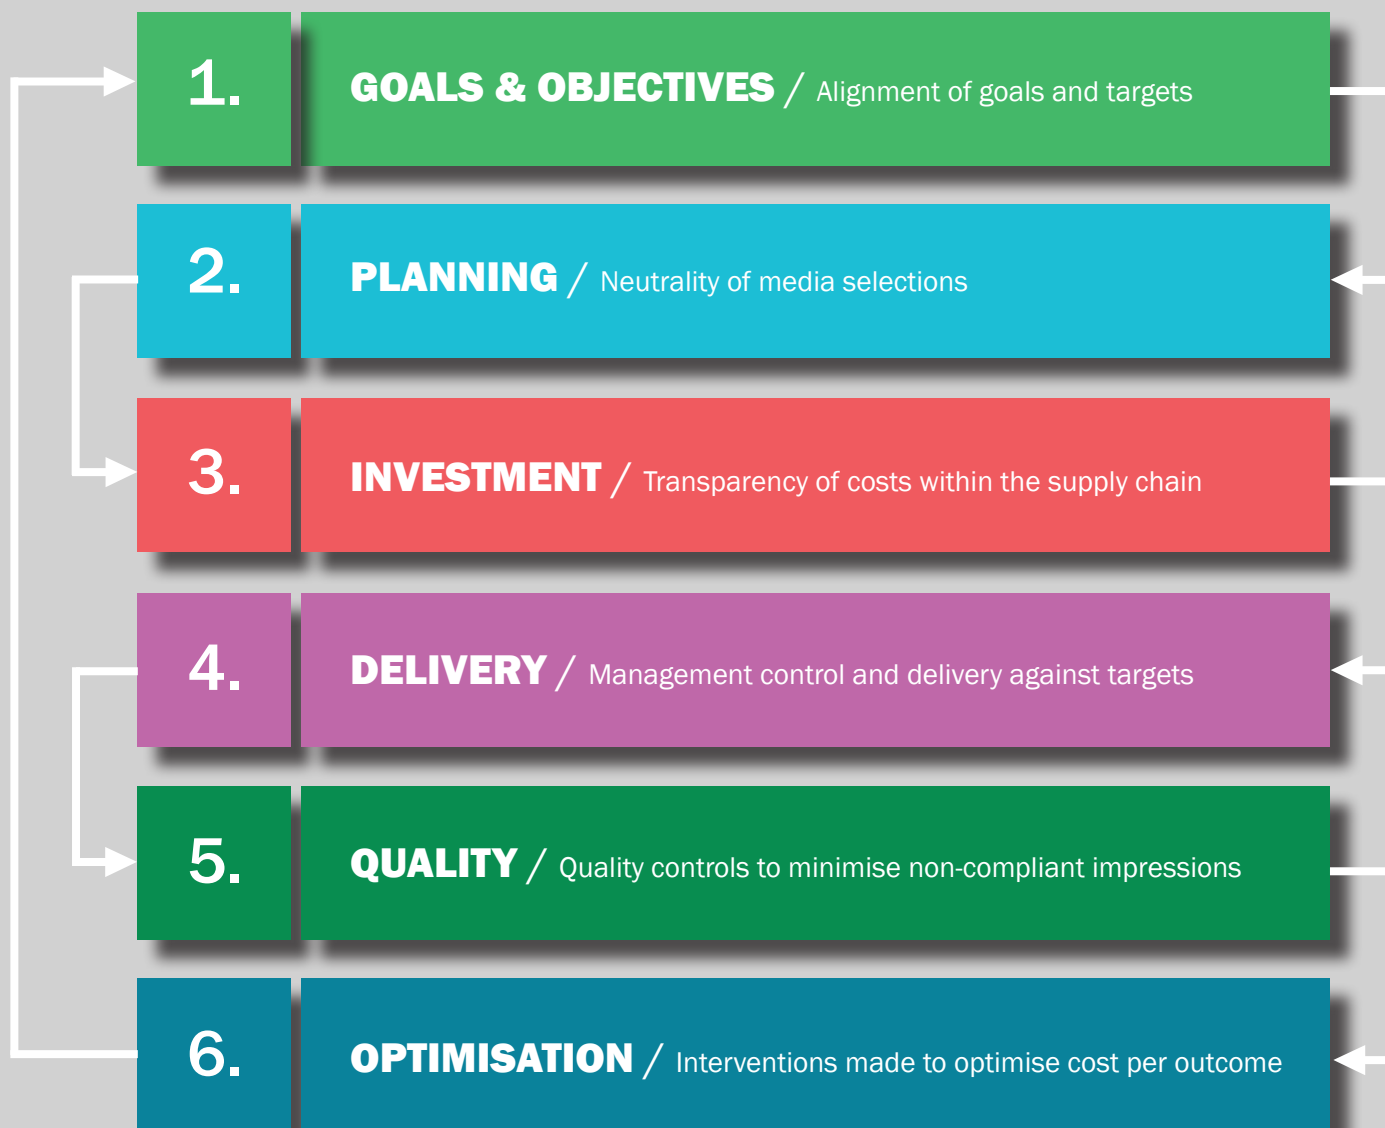 1. GOALS & OBJECTIVES / Alignment of goals and targets
2. PLANNING / Neutrality of media selections
3. INVESTMENT / Transparency of costs within the supply chain
4. DELIVERY / Management control and delivery against targets
5. QUALITY / Quality controls to minimise non-compliant impressions
6. OPTIMISATION / Interventions made to optimise cost per outcome